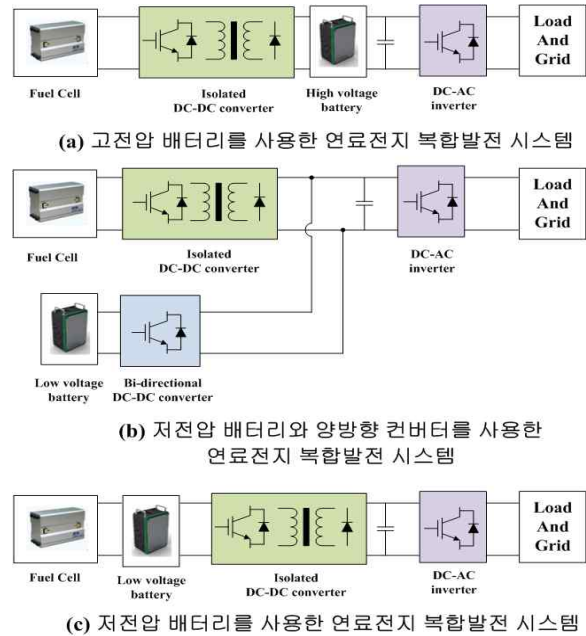 Load
And
Grid
Fuel Cell
Isolated
DC-DC converter
High voltage
battery
DC-AC
inverter
(a) 고전압 배터리를 사용한 연료전지 복합발전 시스템
Load
And
Grid
Fuel Cell
Isolated
DC-DC converter
DC-AC
inverter
Low voltage
battery
Bi-directional
DC-DC converter
(b) 저전압 배터리와 양방향 컨버터를 사용한
연료전지 복합발전 시스템
Load
And
Grid
Fuel Cell
Low voltage
battery
Isolated
DC-DC converter
DC-AC
inverter
(c) 저전압 배터리를 사용한 연료전지 복합발전 시스템